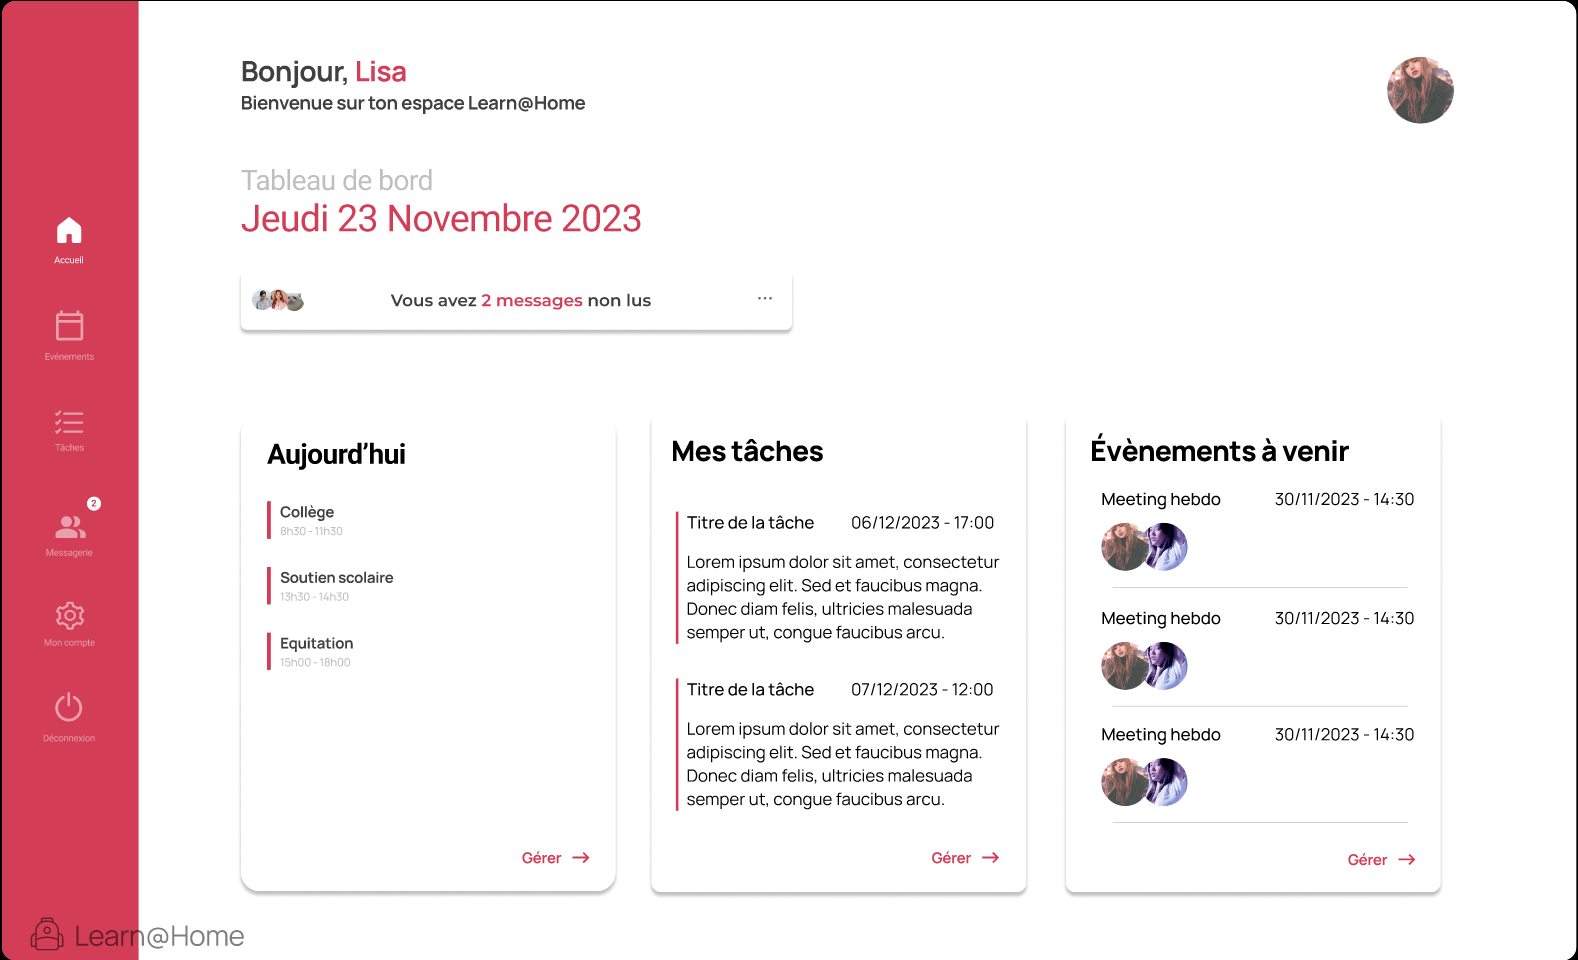 Bonjour, Lisa
Bienvenue sur ton espace Learn@Home
Tableau de bord
Jeudi 23 Novembre 2023
Vous avez 2 messages non lus
...
Accueil
Evénements
Tâches
2
Messagerie
Mon compte
Déconnexion
Learn@Home
Aujourd’hui
Collège
8h30 - 11h30
Soutien scolaire
13h30 - 14h30
Equitation
15h00 - 18h00
Gérer →
Mes tâches
Titre de la tâche 06/12/2023 - 17:00
Lorem ipsum dolor sit amet, consectetur
adipiscing elit. Sed et faucibus magna.
Donec diam felis, ultricies malesuada
semper ut, congue faucibus arcu.
Titre de la tâche 07/12/2023 - 12:00
Lorem ipsum dolor sit amet, consectetur
adipiscing elit. Sed et faucibus magna.
Donec diam felis, ultricies malesuada
semper ut, congue faucibus arcu.
Gérer →
Évènements à venir
Meeting hebdo 30/11/2023 - 14:30
Meeting hebdo 30/11/2023 - 14:30
Meeting hebdo 30/11/2023 - 14:30
Gérer →